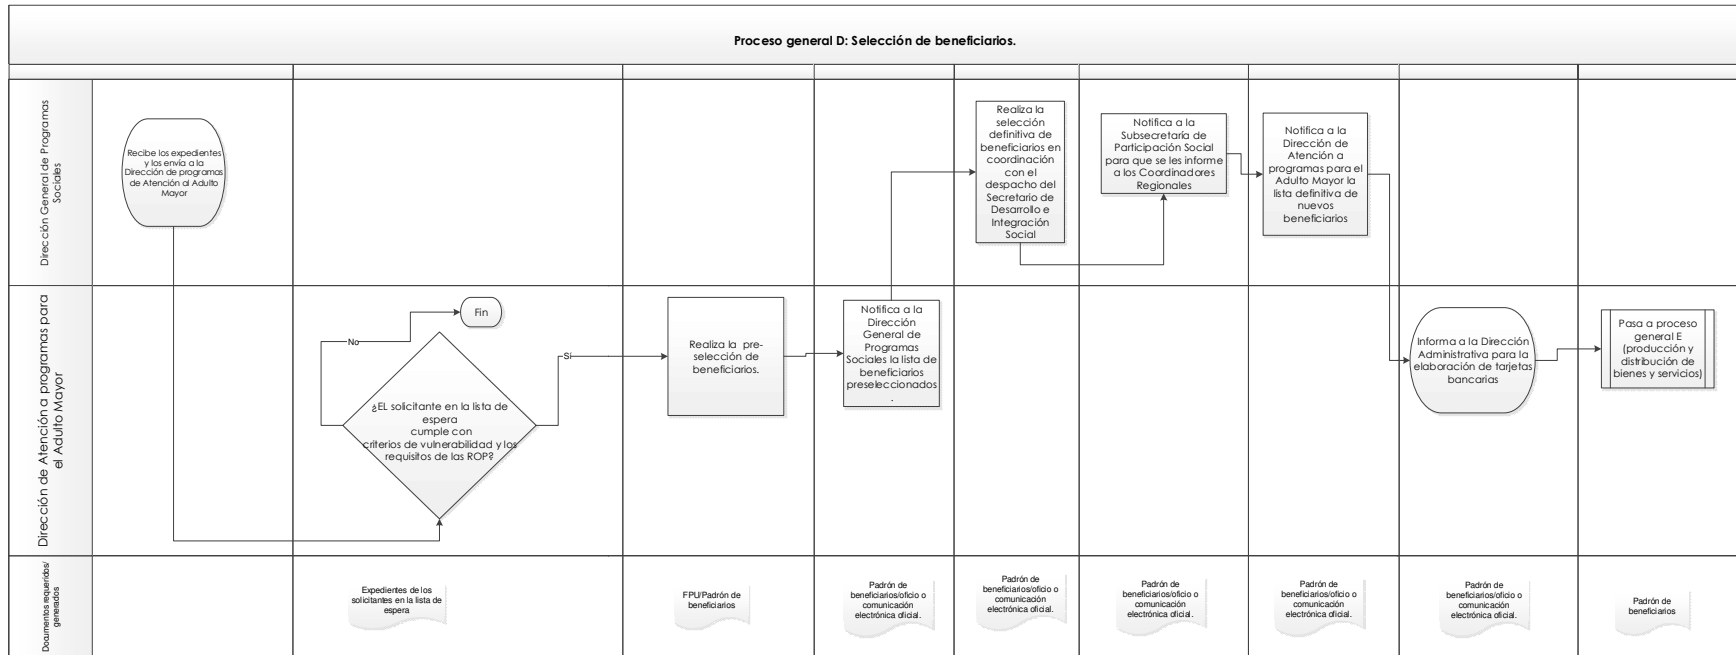 Proceso general D: Selección de beneficiarios.
Dirección General de Programas
Sociales
Recibe los expedientes
y los envía a la
Dirección de programas
de Atención al Adulto
Mayor
Realiza la
selección
definitiva de
beneficiarios en
coordinación
con el
despacho del
Secretario de
Desarrollo e
Integración
Social
Notifica a la
Subsecretaría de
Participación Social
para que se les informe
a los Coordinadores
Regionales
Notifica a la
Dirección de
Atención a
programas para el
Adulto Mayor la
lista definitiva de
nuevos
beneficiarios
Dirección de Atención a programas para
el Adulto Mayor
Fin
No
¿EL solicitante en la lista de
espera
cumple con
criterios de vulnerabilidad y los
requisitos de las ROP?
Sí
Realiza la pre-
selección de
beneficiarios.
Notifica a la
Dirección
General de
Programas
Sociales la lista de
beneficiarios
preseleccionados
.
Informa a la Dirección
Administrativa para la
elaboración de tarjetas
bancarias
Pasa a proceso
general E
(producción y
distribución de
bienes y servicios)
Documentos requeridos/
generados
Expedientes de los
solicitantes en la lista de
espera
FPU/Padrón de
beneficiarios
Padrón de
beneficiarios/oficio o
comunicación
electrónica oficial.
Padrón de
beneficiarios/oficio o
comunicación
electrónica oficial.
Padrón de
beneficiarios/oficio o
comunicación
electrónica oficial.
Padrón de
beneficiarios/oficio o
comunicación
electrónica oficial.
Padrón de
beneficiarios/oficio o
comunicación
electrónica oficial.
Padrón de
beneficiarios